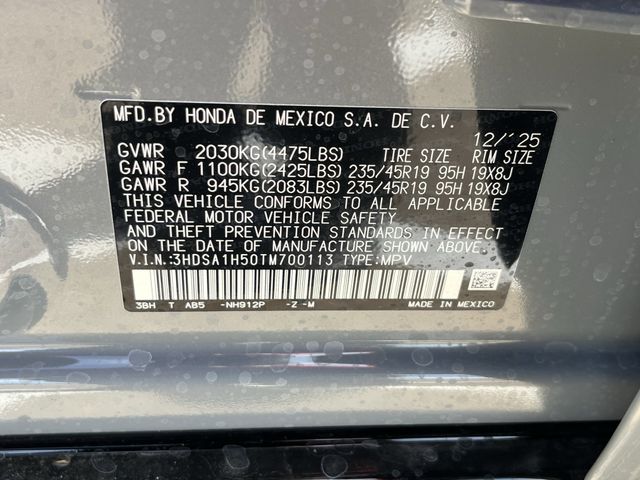 MFD.BY HONDA DE MEXICO S.A. DE C.V.
12/'25
GVWR 2030KG(4475LBS) TIRE SIZE RIM SIZE
GAWR F 1100KG(2425LBS) 235/45R19 95H 19X8J
GAWR R 945KG(2083LBS) 235/45R19 95H 19X8J
THIS VEHICLE CONFORMS TO ALL APPLICABLE
FEDERAL MOTOR VEHICLE SAFETY
AND THEFT PREVENTION STANDARDS IN EFFECT
ON THE DATE OF MANUFACTURE SHOWN ABOVE.
V.I.N.:3HDSA1H50TM700113 TYPE:MPV
3BH T AB5 -NH912P -Z -M MADE IN MEXICO